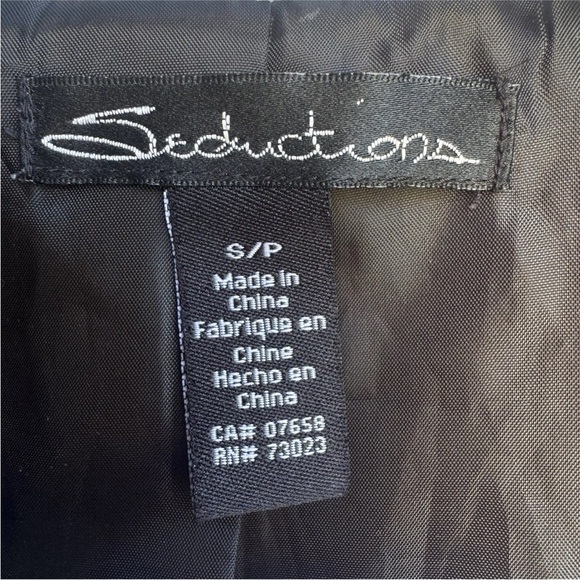 Seductions
S/P
Made in
China
Fabrique en
Chine
Hecho en
China
CA# 07658
RN# 73023